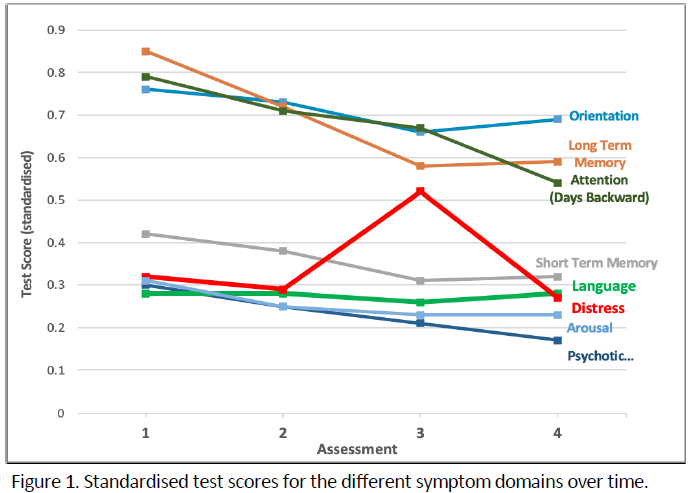 0.9
0.8
0.7
0.6
0.5
0.4
0.3
0.2
0.1
0
Test Score (standardised)
Orientation
Long Term
Memory
Attention
(Days Backward)
Short Term Memory
Language
Distress
Arousal
Psychotic...
1 2 3 4
Assessment
Figure 1. Standardised test scores for the different symptom domains over time.